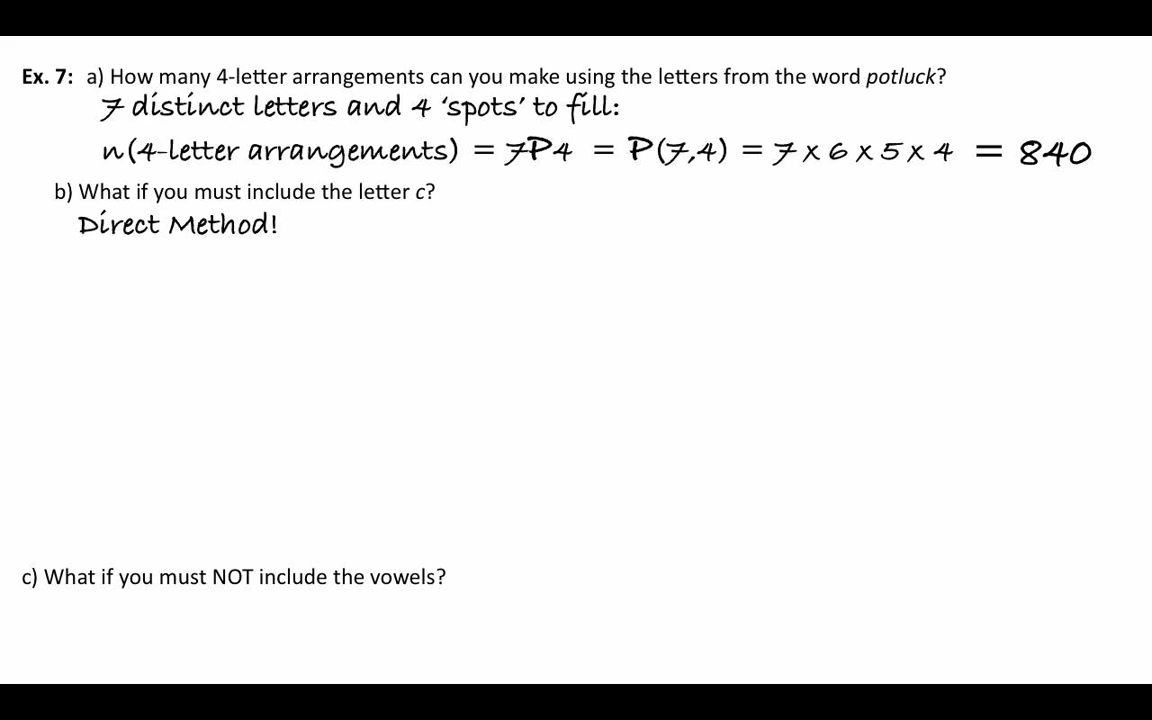 Ex. 7: a) How many 4-letter arrangements can you make using the letters from the word potluck?
7 distinct letters and 4 'spots' to fill:
n(4-letter arrangements) = 7P4 = P(7,4) = 7 x 6 x 5 x 4 = 840
b) What if you must include the letter c?
Direct Method!
c) What if you must NOT include the vowels?